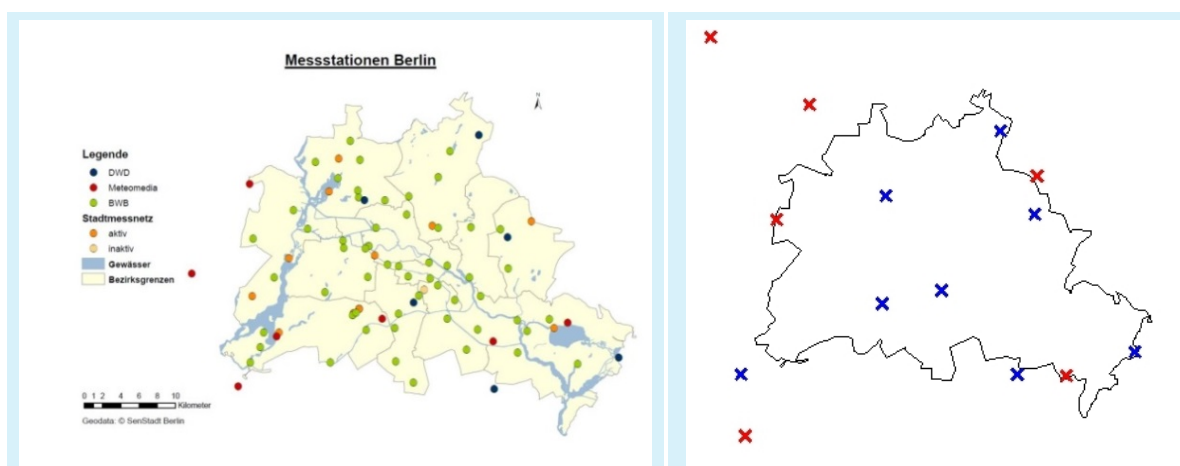 Messstationen Berlin
N
Legende
DWD
Meteomedia
BWB
Stadtmessnetz
aktiv
inaktiv
Gewässer
Bezirksgrenzen
0 1 2 4 6 8 10
Kilometer
Geodata: © SenStadt Berlin